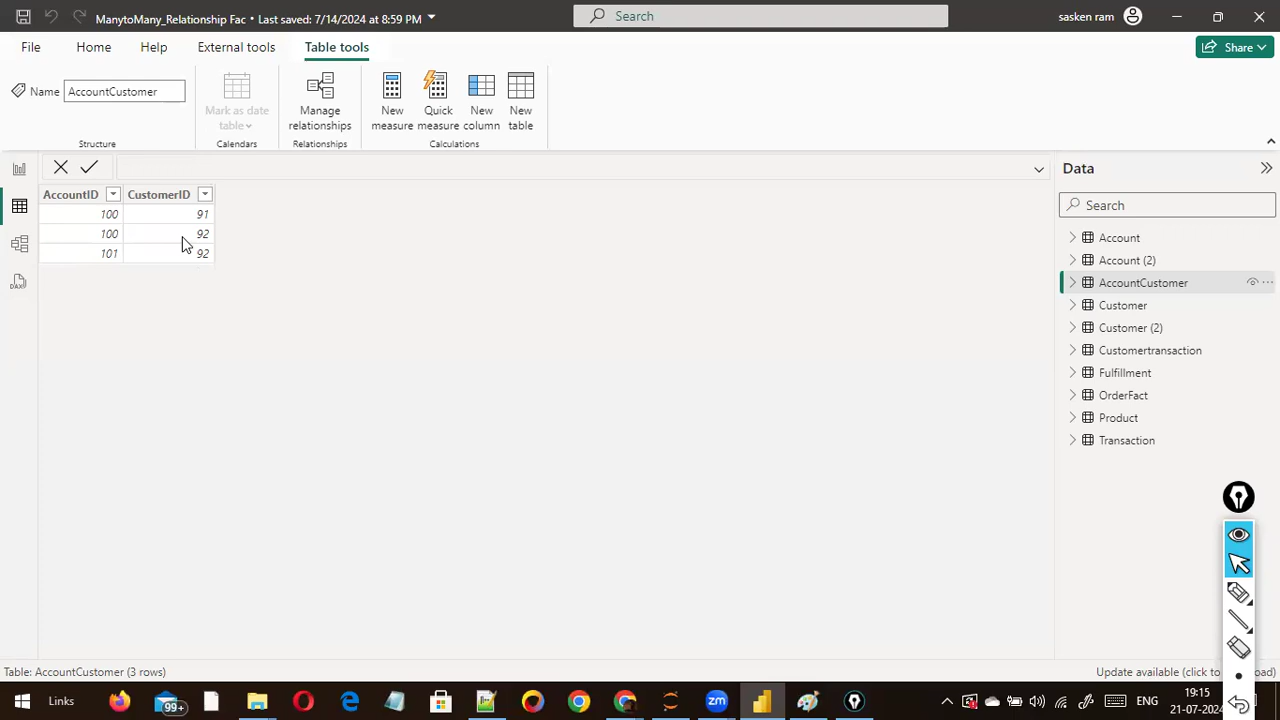 ManytoMany_Relationship Fac • Last saved: 7/14/2024 at 8:59 PM
Search
sasken ram
File
Home
Help
External tools
Table tools
Share
Name
AccountCustomer
Mark as date
table
Manage
relationships
New
measure
Quick
measure
New
column
New
table
Structure
Calendars
Relationships
Calculations
Data
AccountID
CustomerID
Search
100
91
100
92
101
92
Account
Account (2)
AccountCustomer
Customer
Customer (2)
Customertransaction
Fulfillment
OrderFact
Product
Transaction
Table: AccountCustomer (3 rows)
Update available (click to
Links
99+
zm
ENG
19:15
21-07-2024